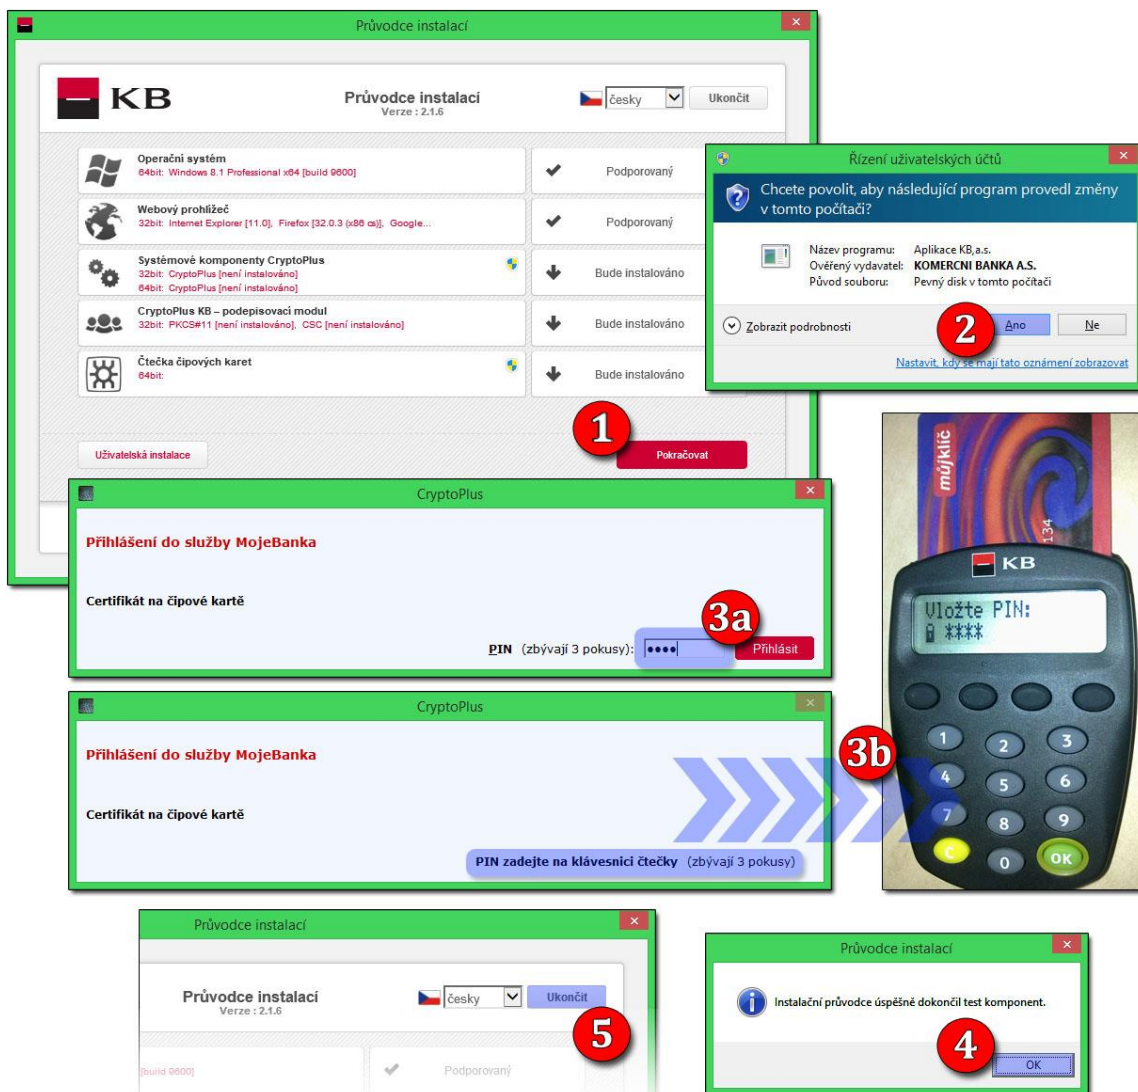 Průvodce instalací
KB
Průvodce instalací
Verze : 2.1.6
česky
Ukončit
Operační systém
64bit: Windows 8.1 Professional x64 [build 9600]
Podporovaný
Webový prohlížeč
32bit: Internet Explorer [11.0], Firefox [32.0.3 (x86 cs)], Google...
Podporovaný
Systémové komponenty CryptoPlus
32bit: CryptoPlus [není instalováno]
64bit: CryptoPlus [není instalováno]
Bude instalováno
CryptoPlus KB – podepisovací modul
32bit: PKCS#11 [není instalováno], CSC [není instalováno]
Bude instalováno
Čtečka čipových karet
64bit:
Bude instalováno
1
Uživatelská instalace
Pokračovat
Řízení uživatelských účtů
Chcete povolit, aby následující program provedl změny
v tomto počítači?
Název programu: Aplikace KB,a.s.
Ověřený vydavatel: KOMERCNI BANKA A.S.
Původ souboru: Pevný disk v tomto počítači
Zobrazit podrobnosti
2
Ano
Ne
Nastavit, kdy se mají tato oznámení zobrazovat
CryptoPlus
Přihlášení do služby MojeBanka
Certifikát na čipové kartě
3a
PIN (zbývají 3 pokusy): ••••
Přihlásit
CryptoPlus
Přihlášení do služby MojeBanka
3b
Certifikát na čipové kartě
PIN zadejte na klávesnici čtečky (zbývají 3 pokusy)
můjklíč
134
KB
Vložte PIN:
****
1 2 3
4 5 6
7 8 9
C 0 OK
Průvodce instalací
Průvodce instalací
Verze : 2.1.6
česky
Ukončit
5
[build 9600]
Podporovaný
Průvodce instalací
Instalační průvodce úspěšně dokončil test komponent.
4
OK